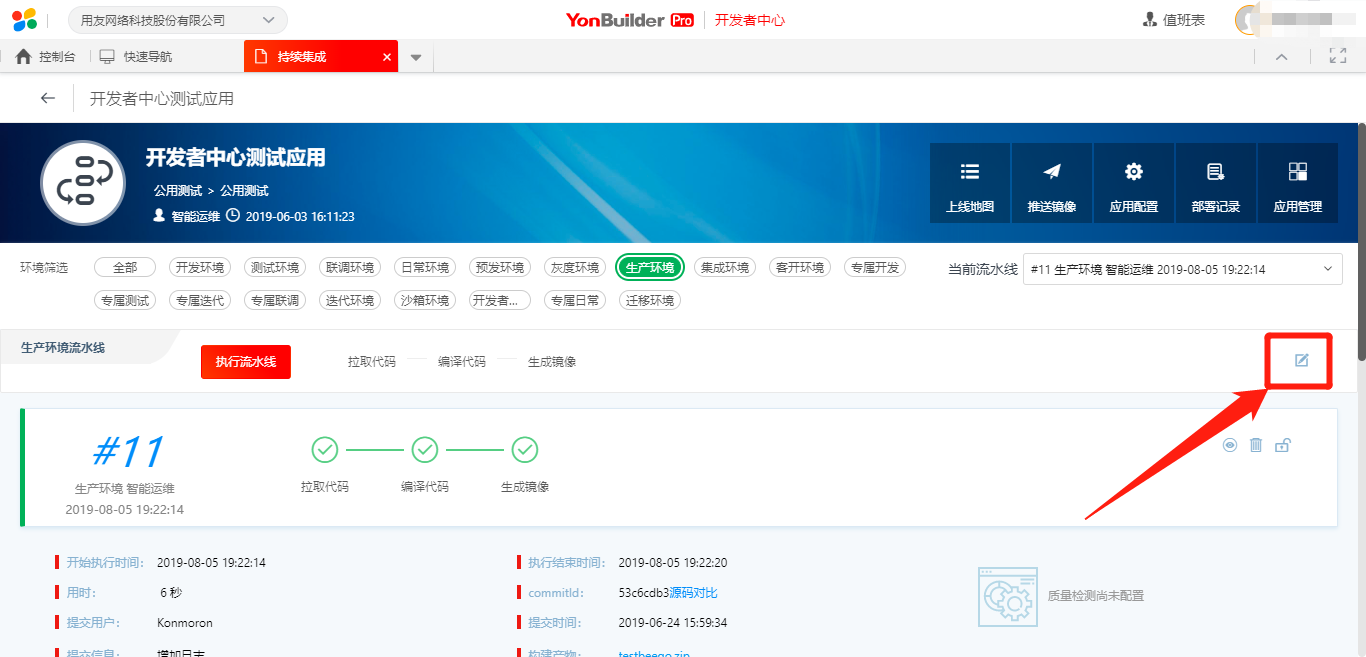 用友网络科技股份有限公司
YonBuilder Pro 开发者中心
值班表
控制台 快速导航 持续集成
开发者中心测试应用
开发者中心测试应用
公用测试 > 公用测试
智能运维 2019-06-03 16:11:23
上线地图 推送镜像 应用配置 部署记录 应用管理
环境筛选 全部 开发环境 测试环境 联调环境 日常环境 预发环境 灰度环境 生产环境 集成环境 客开环境 专属开发
当前流水线 #11 生产环境 智能运维 2019-08-05 19:22:14
专属测试 专属迭代 专属联调 迭代环境 沙箱环境 开发者... 专属日常 迁移环境
生产环境流水线
执行流水线 拉取代码 编译代码 生成镜像
#11
生产环境 智能运维
2019-08-05 19:22:14
拉取代码 编译代码 生成镜像
开始执行时间: 2019-08-05 19:22:14 执行结束时间: 2019-08-05 19:22:20
用时: 6 秒 commitId: 53c6cdb3源码对比
质量检测尚未配置
提交用户: Konmoron 提交时间: 2019-06-24 15:59:34
提交信息: 增加日志 构建产物: testbeego.zip